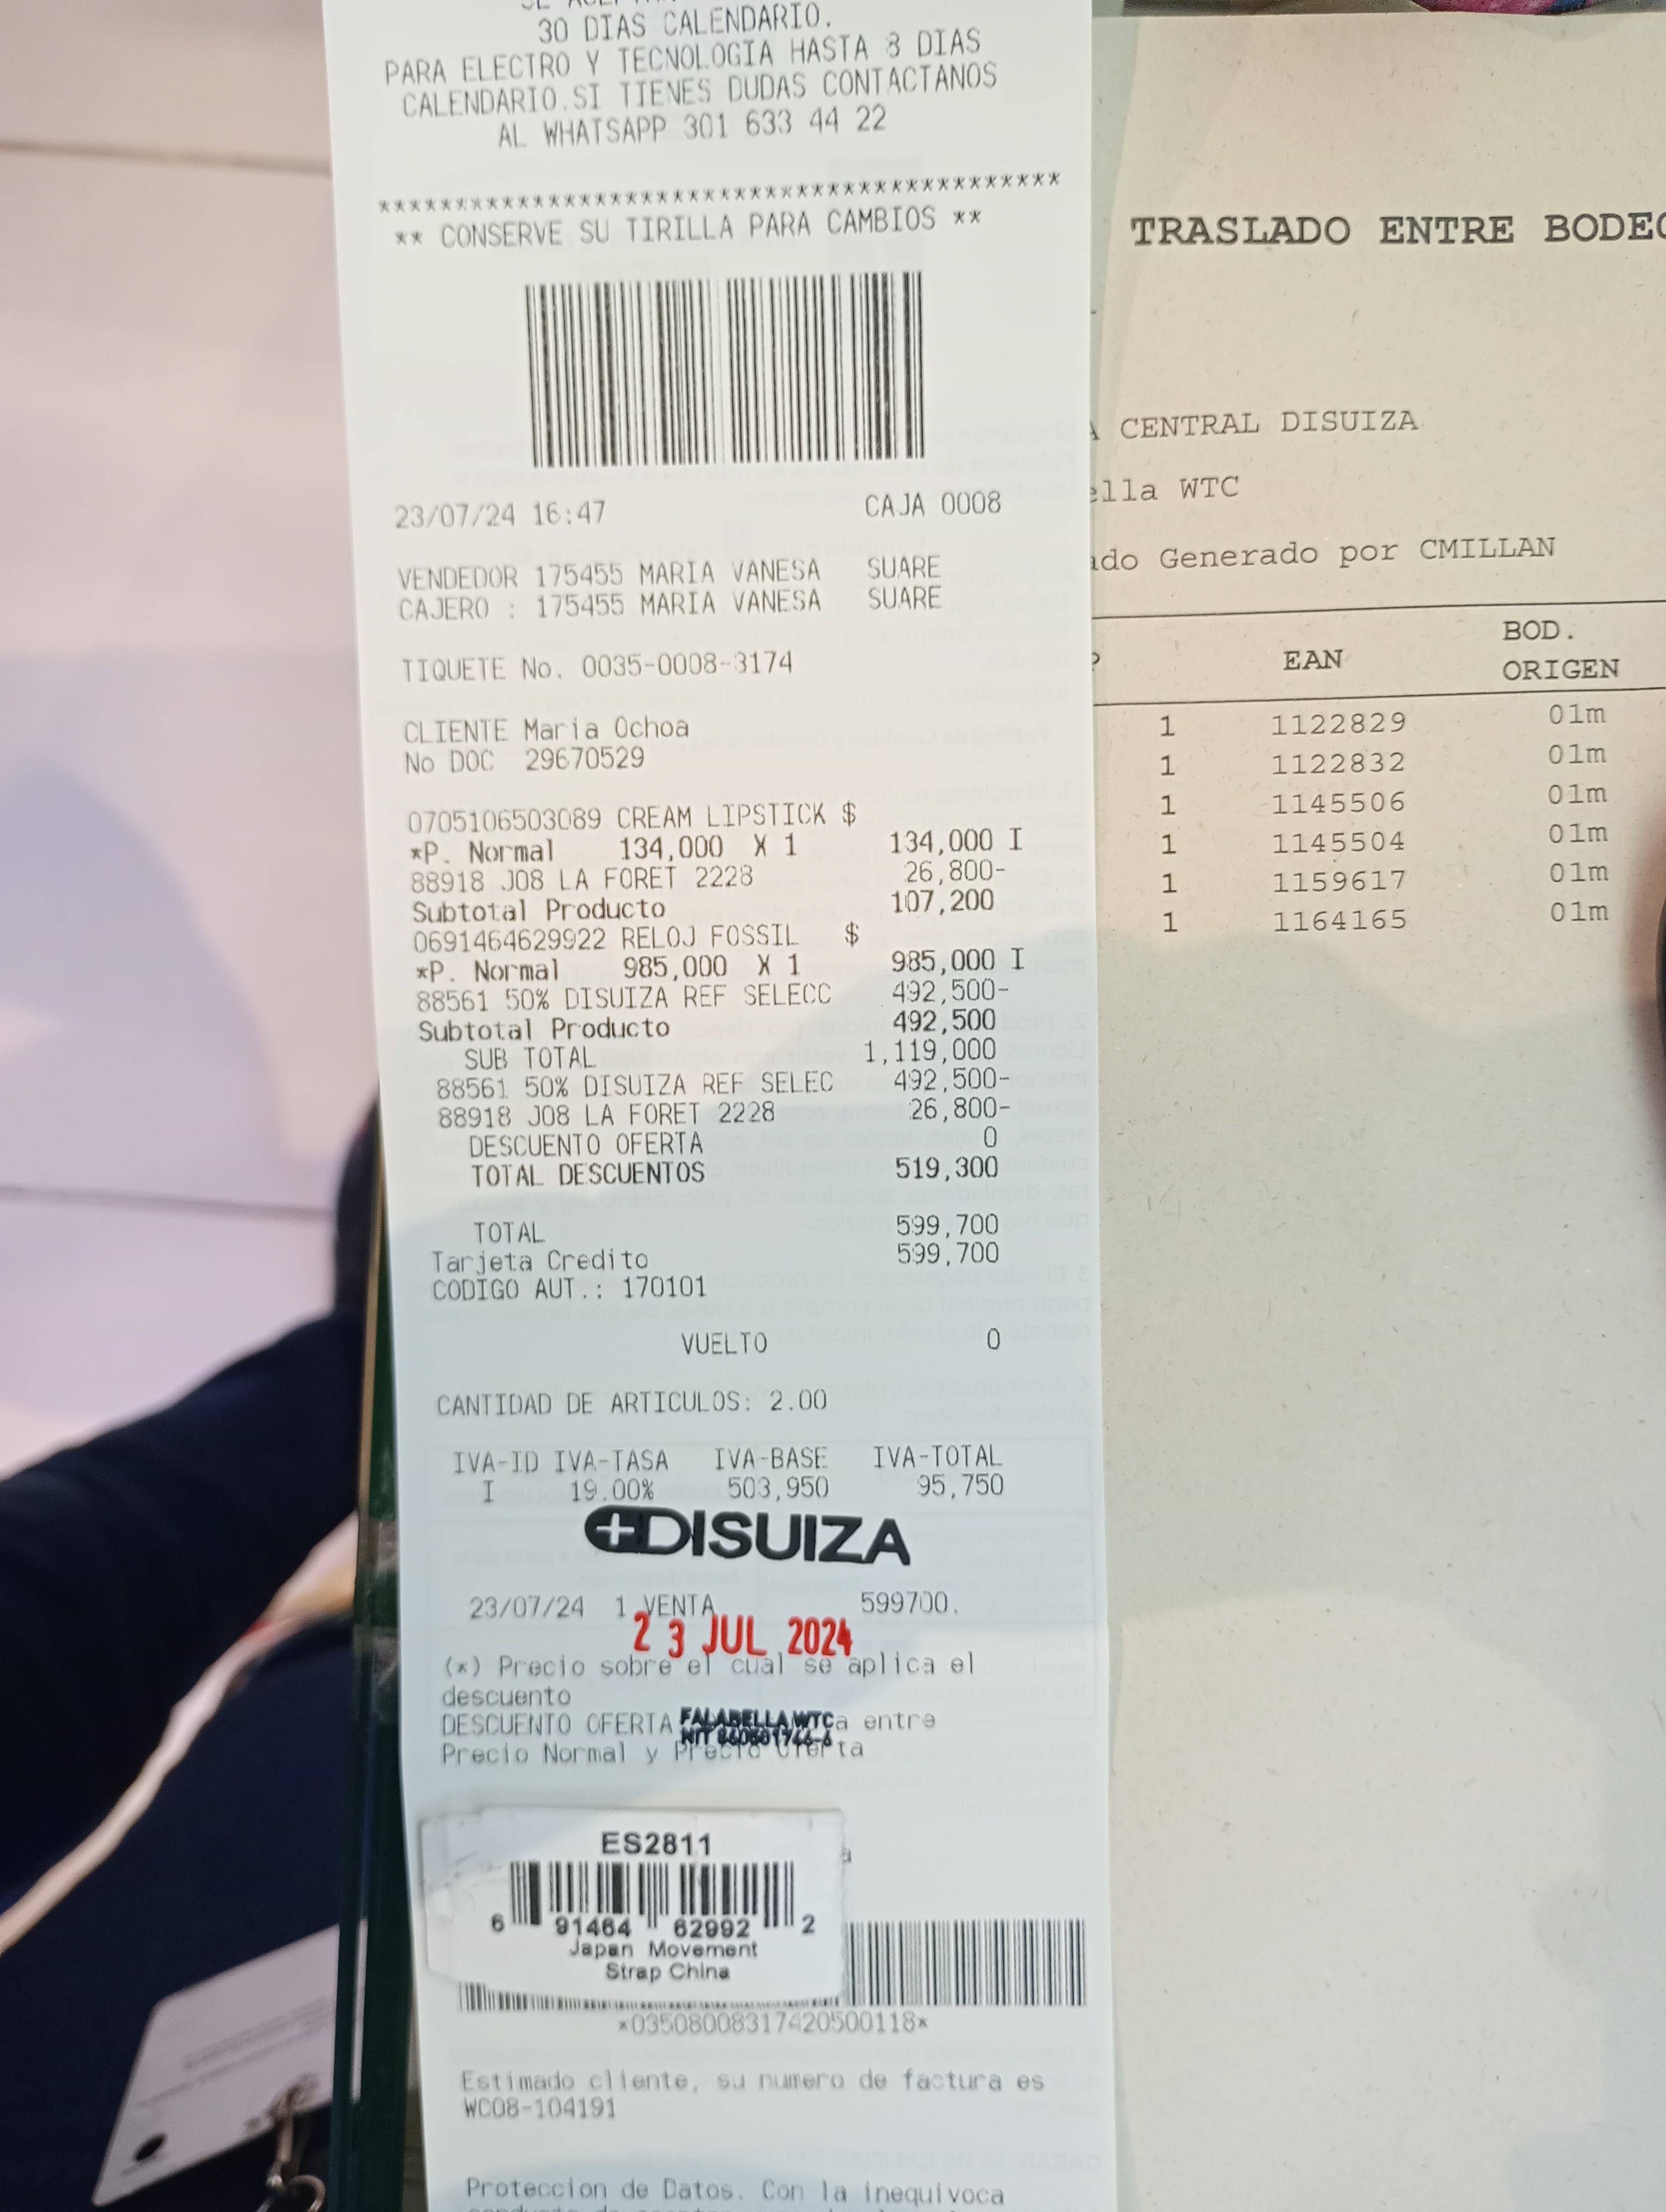 30 DIAS CALENDARIO.
PARA ELECTRO Y TECNOLOGIA HASTA 8 DIAS
CALENDARIO.SI TIENES DUDAS CONTACTANOS
AL WHATSAPP 301 633 44 22
*******************************************
** CONSERVE SU TIRILLA PARA CAMBIOS **
23/07/24 16:47 CAJA 0008
VENDEDOR 175455 MARIA VANESA SUARE
CAJERO : 175455 MARIA VANESA SUARE
TIQUETE No. 0035-0008-3174
CLIENTE Maria Ochoa
No DOC 29670529
0705106503089 CREAM LIPSTICK $
*P. Normal 134,000 X 1 134,000 I
88918 J08 LA FORET 2228 26,800-
Subtotal Producto 107,200
0691464629922 RELOJ FOSSIL $
*P. Normal 985,000 X 1 985,000 I
88561 50% DISUIZA REF SELECC 492,500-
Subtotal Producto 492,500
SUB TOTAL 1,119,000
88561 50% DISUIZA REF SELEC 492,500-
88918 J08 LA FORET 2228 26,800-
DESCUENTO OFERTA 0
TOTAL DESCUENTOS 519,300
TOTAL 599,700
Tarjeta Credito 599,700
CODIGO AUT.: 170101
VUELTO 0
CANTIDAD DE ARTICULOS: 2.00
IVA-ID IVA-TASA IVA-BASE IVA-TOTAL
I 19.00% 503,950 95,750
DISUIZA
23/07/24 1 VENTA 599700.
23 JUL 2024
(*) Precio sobre el cual se aplica el
descuento
DESCUENTO OFERTA entre
FALABELLA WTC
Precio Normal y Precio Oferta
ES2811
6 91464 62992 2
Japan Movement
Strap China
*03508008317420500118*
Estimado cliente, su numero de factura es
WC08-104191
Proteccion de Datos. Con la inequivoca
TRASLADO ENTRE BODEG
CENTRAL DISUIZA
ella WTC
ado Generado por CMILLAN
EAN BOD. ORIGEN
1 1122829 01m
1 1122832 01m
1 1145506 01m
1 1145504 01m
1 1159617 01m
1 1164165 01m